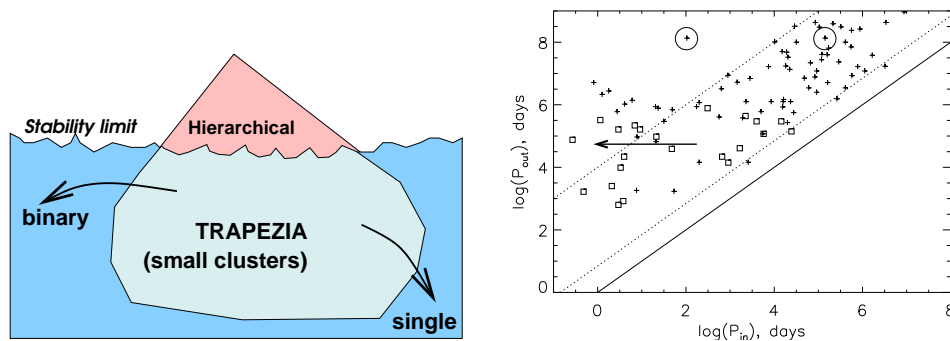 Stability limit
Hierarchical
binary
TRAPEZIA
(small clusters)
single
log(P_out), days
8
6
4
2
0
0 2 4 6 8
log(P_in), days